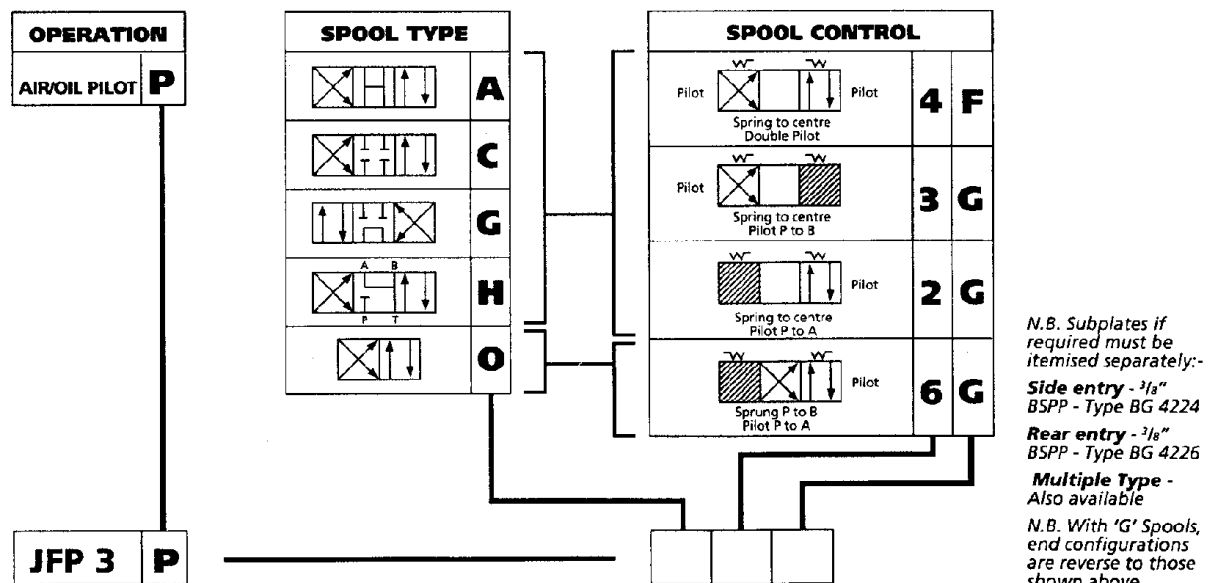 OPERATION
AIR/OIL PILOT P
SPOOL TYPE
A
C
G
A B
H
P T
O
SPOOL CONTROL
Pilot Pilot
Spring to centre
Double Pilot
4 F
Pilot
Spring to centre
Pilot P to B
3 G
Pilot
Spring to centre
Pilot P to A
2 G
Pilot
Sprung P to B
Pilot P to A
6 G
N.B. Subplates if
required must be
itemised separately:-
Side entry - 3/8"
BSPP - Type BG 4224
Rear entry - 3/8"
BSPP - Type BG 4226
Multiple Type -
Also available
N.B. With 'G' Spools,
end configurations
are reverse to those
shown above
JFP 3 P